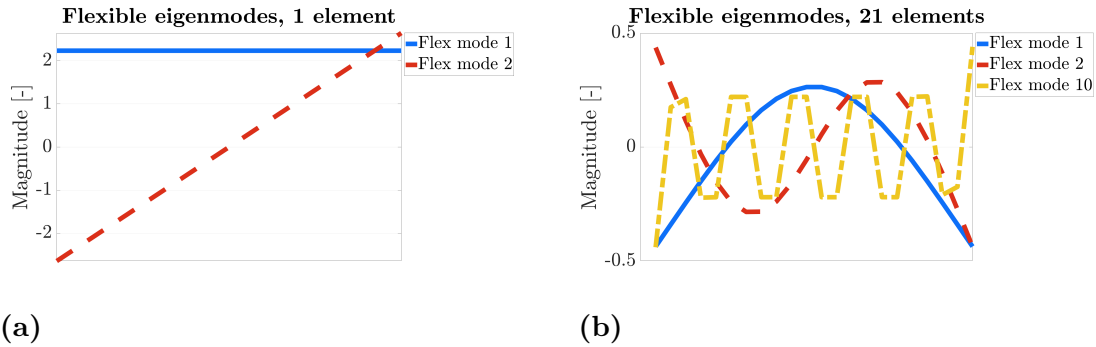 Flexible eigenmodes, 1 element
Magnitude [-]
2
1
0
-1
-2
Flex mode 1
Flex mode 2
(a)
Flexible eigenmodes, 21 elements
Magnitude [-]
0.5
0
-0.5
Flex mode 1
Flex mode 2
Flex mode 10
(b)